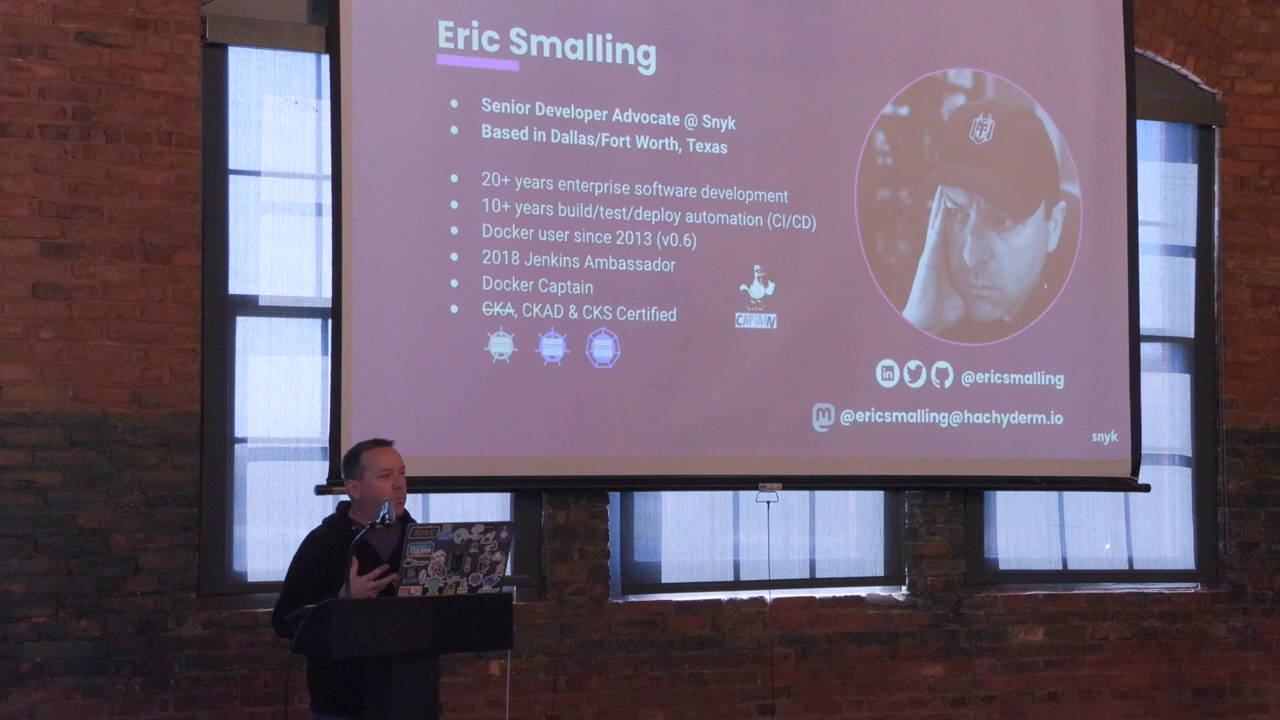 Eric Smalling
Senior Developer Advocate @ Snyk
Based in Dallas/Fort Worth, Texas
20+ years enterprise software development
10+ years build/test/deploy automation (CI/CD)
Docker user since 2013 (v0.6)
2018 Jenkins Ambassador
Docker Captain
CKA, CKAD & CKS Certified
CAPTAIN
in @ericsmalling
@ericsmalling@hachyderm.io
snyk